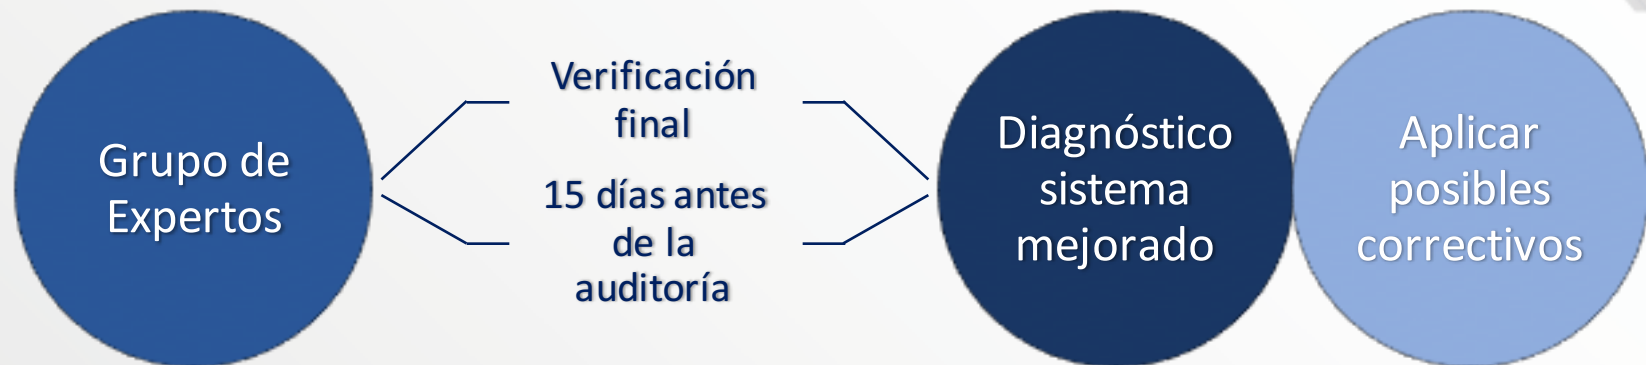 Grupo de
Expertos
Verificación
final
15 días antes
de la
auditoría
Diagnóstico
sistema
mejorado
Aplicar
posibles
correctivos